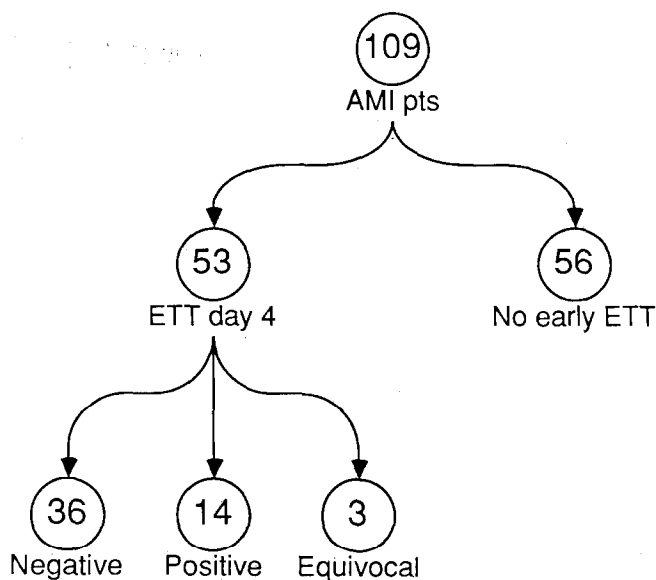 109
AMI pts
53
56
ETT day 4
No early ETT
36
14
3
Negative
Positive
Equivocal